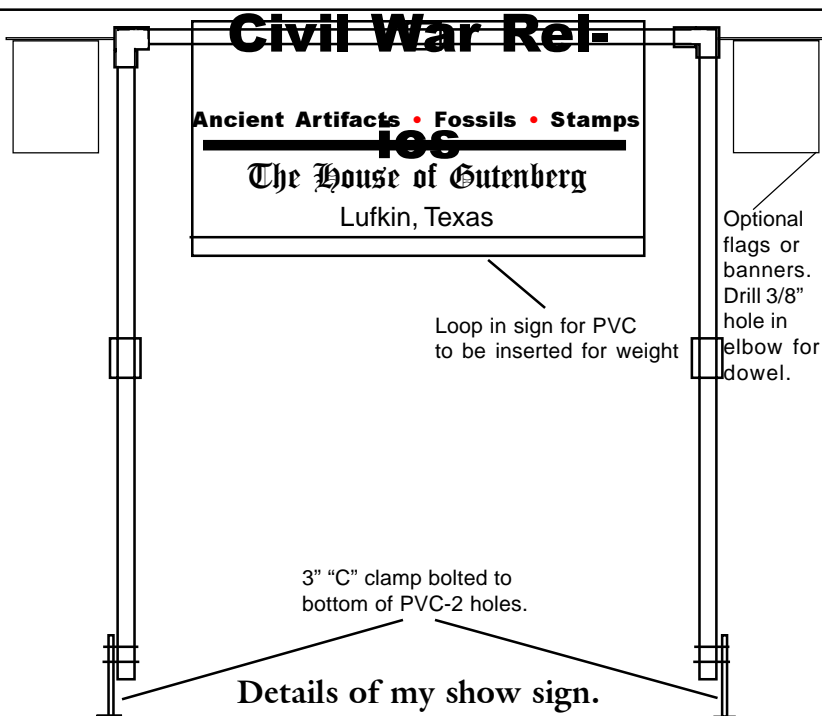 Civil War Rel-
ics
Ancient Artifacts • Fossils • Stamps
The House of Gutenberg
Lufkin, Texas
Optional
flags or
banners.
Drill 3/8”
hole in
elbow for
dowel.
Loop in sign for PVC
to be inserted for weight
3” “C” clamp bolted to
bottom of PVC-2 holes.
Details of my show sign.